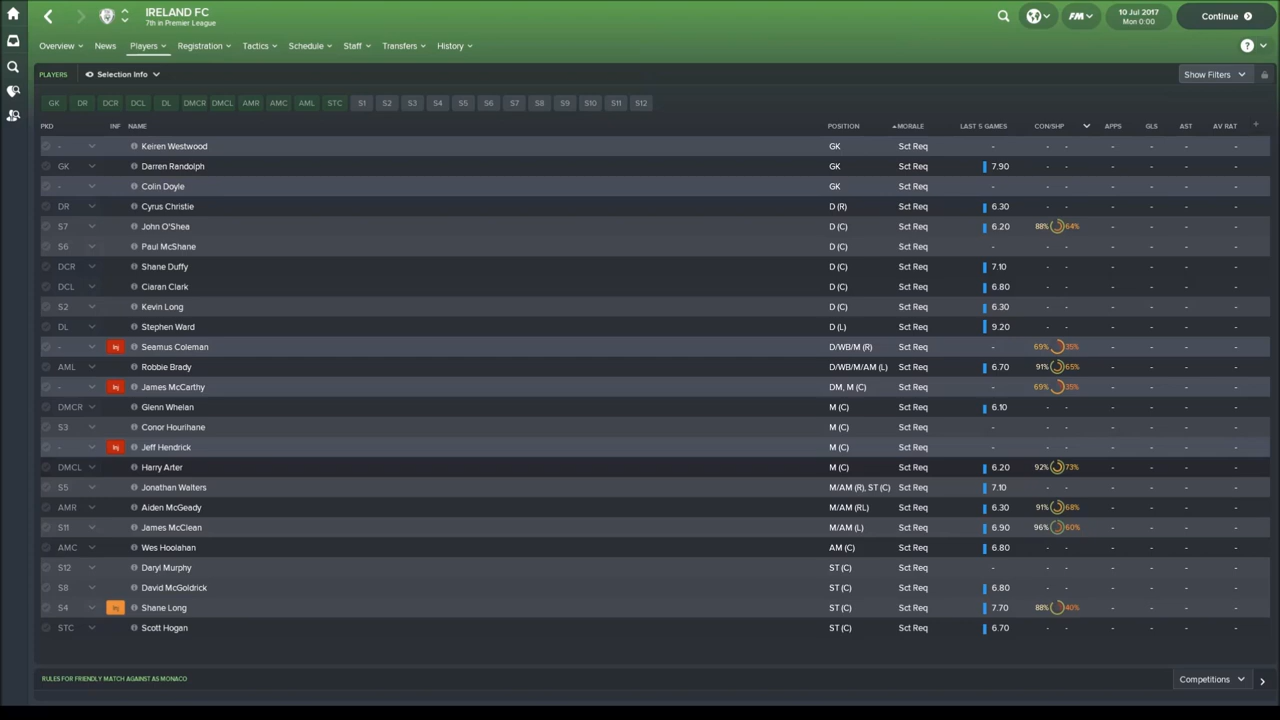 IRELAND FC
7th in Premier League
FM
10 Jul 2017
Mon 0:00
Continue
Overview News Players Registration Tactics Schedule Staff Transfers History
?
PLAYERS Selection Info Show Filters
GK DR DCR DCL DL DMCR DMCL AMR AMC AML STC S1 S2 S3 S4 S5 S6 S7 S8 S9 S10 S11 S12
PKD INF NAME POSITION MORALE LAST 5 GAMES CON/SHP APPS GLS AST AV RAT +
- Keiren Westwood GK Sct Req - - - - - - -
GK Darren Randolph GK Sct Req 7.90 - - - - - -
- Colin Doyle GK Sct Req - - - - - - -
DR Cyrus Christie D (R) Sct Req 6.30 - - - - - -
S7 John O'Shea D (C) Sct Req 6.20 88% 64% - - - -
S6 Paul McShane D (C) Sct Req - - - - - - -
DCR Shane Duffy D (C) Sct Req 7.10 - - - - - -
DCL Ciaran Clark D (C) Sct Req 6.80 - - - - - -
S2 Kevin Long D (C) Sct Req 6.30 - - - - - -
DL Stephen Ward D (L) Sct Req 9.20 - - - - - -
- Inj Seamus Coleman D/WB/M (R) Sct Req - 69% 35% - - - -
AML Robbie Brady D/WB/M/AM (L) Sct Req 6.70 91% 65% - - - -
- Inj James McCarthy DM, M (C) Sct Req - 69% 35% - - - -
DMCR Glenn Whelan M (C) Sct Req 6.10 - - - - - -
S3 Conor Hourihane M (C) Sct Req - - - - - - -
- Inj Jeff Hendrick M (C) Sct Req - - - - - - -
DMCL Harry Arter M (C) Sct Req 6.20 92% 73% - - - -
S5 Jonathan Walters M/AM (R), ST (C) Sct Req 7.10 - - - - - -
AMR Aiden McGeady M/AM (RL) Sct Req 6.30 91% 68% - - - -
S11 James McClean M/AM (L) Sct Req 6.90 96% 60% - - - -
AMC Wes Hoolahan AM (C) Sct Req 6.80 - - - - - -
S12 Daryl Murphy ST (C) Sct Req - - - - - - -
S8 David McGoldrick ST (C) Sct Req 6.80 - - - - - -
S4 Inj Shane Long ST (C) Sct Req 7.70 88% 40% - - - -
STC Scott Hogan ST (C) Sct Req 6.70 - - - - - -
RULES FOR FRIENDLY MATCH AGAINST AS MONACO Competitions